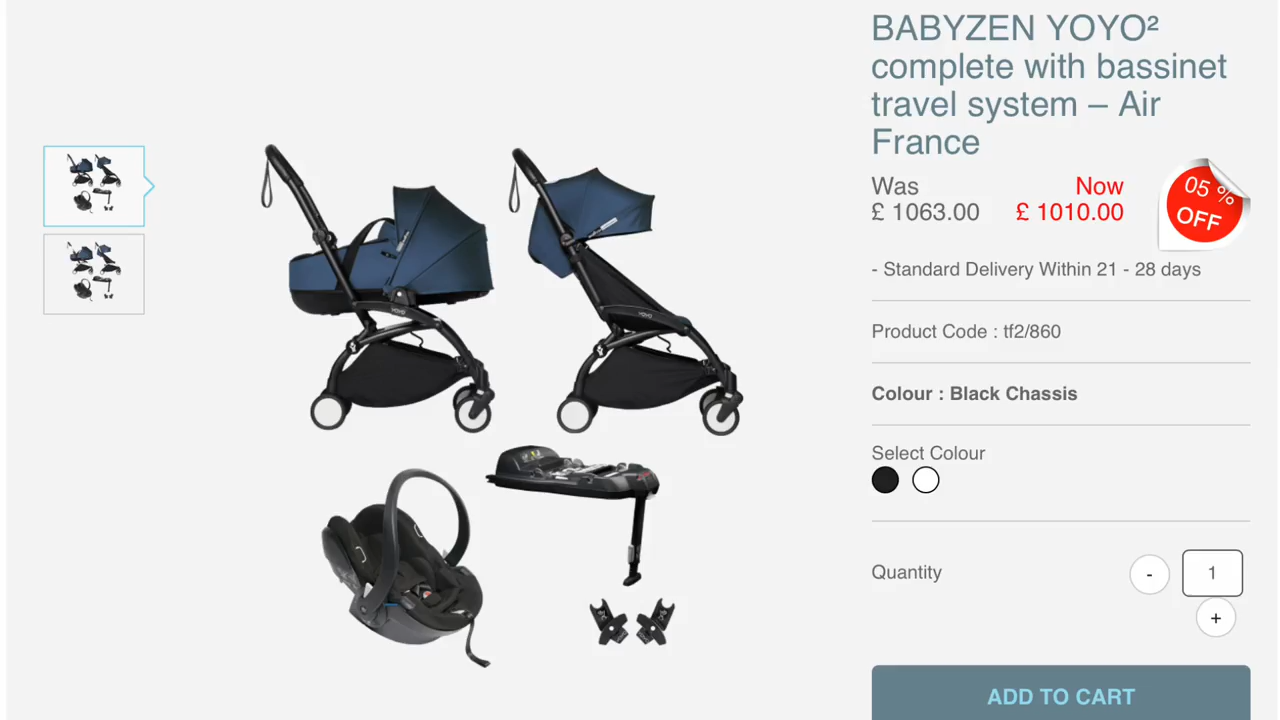 BABYZEN YOYO²
complete with bassinet
travel system – Air
France
Was
£ 1063.00
Now
£ 1010.00
05 %
OFF
- Standard Delivery Within 21 - 28 days
Product Code : tf2/860
Colour : Black Chassis
Select Colour
Quantity
-
1
+
ADD TO CART